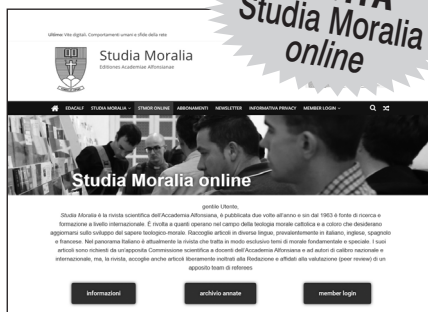 Studia Moralia
online
Ultimo: Vita digitali. Comportamenti umani e sfide della rete
Studia Moralia
Editiones Academiae Alfonsianae
EDACALF STUDIA MORALIA STMOR ONLINE ABBONAMENTI NEWSLETTER INFORMATIVA PRIVACY MEMBER LOGIN
Studia Moralia online
gentile Utente,
Studia Moralia è la rivista scientifica dell'Accademia Alfonsiana, è pubblicata due volte all'anno e sin dal 1963 è fonte di ricerca e
formazione a livello internazionale. È rivolta a quanti operano nel campo della teologia morale cattolica e a coloro che desiderano
aggiornarsi sullo sviluppo del sapere teologico-morale. Raccoglie articoli in diverse lingue, prevalentemente in italiano, inglese, spagnolo
e francese. Nel panorama Italiano è attualmente la rivista che tratta in modo esclusivo temi di morale fondamentale e speciale. I suoi
articoli sono richiesti da un'apposita Commissione scientifica a docenti dell'Accademia Alfonsiana e ad autori di calibro nazionale e
internazionale, ma, la rivista, accoglie anche articoli liberamente inoltrati alla Redazione e affidati alla valutazione (peer review) di un
apposito team di referees
informazioni archivio annate member login